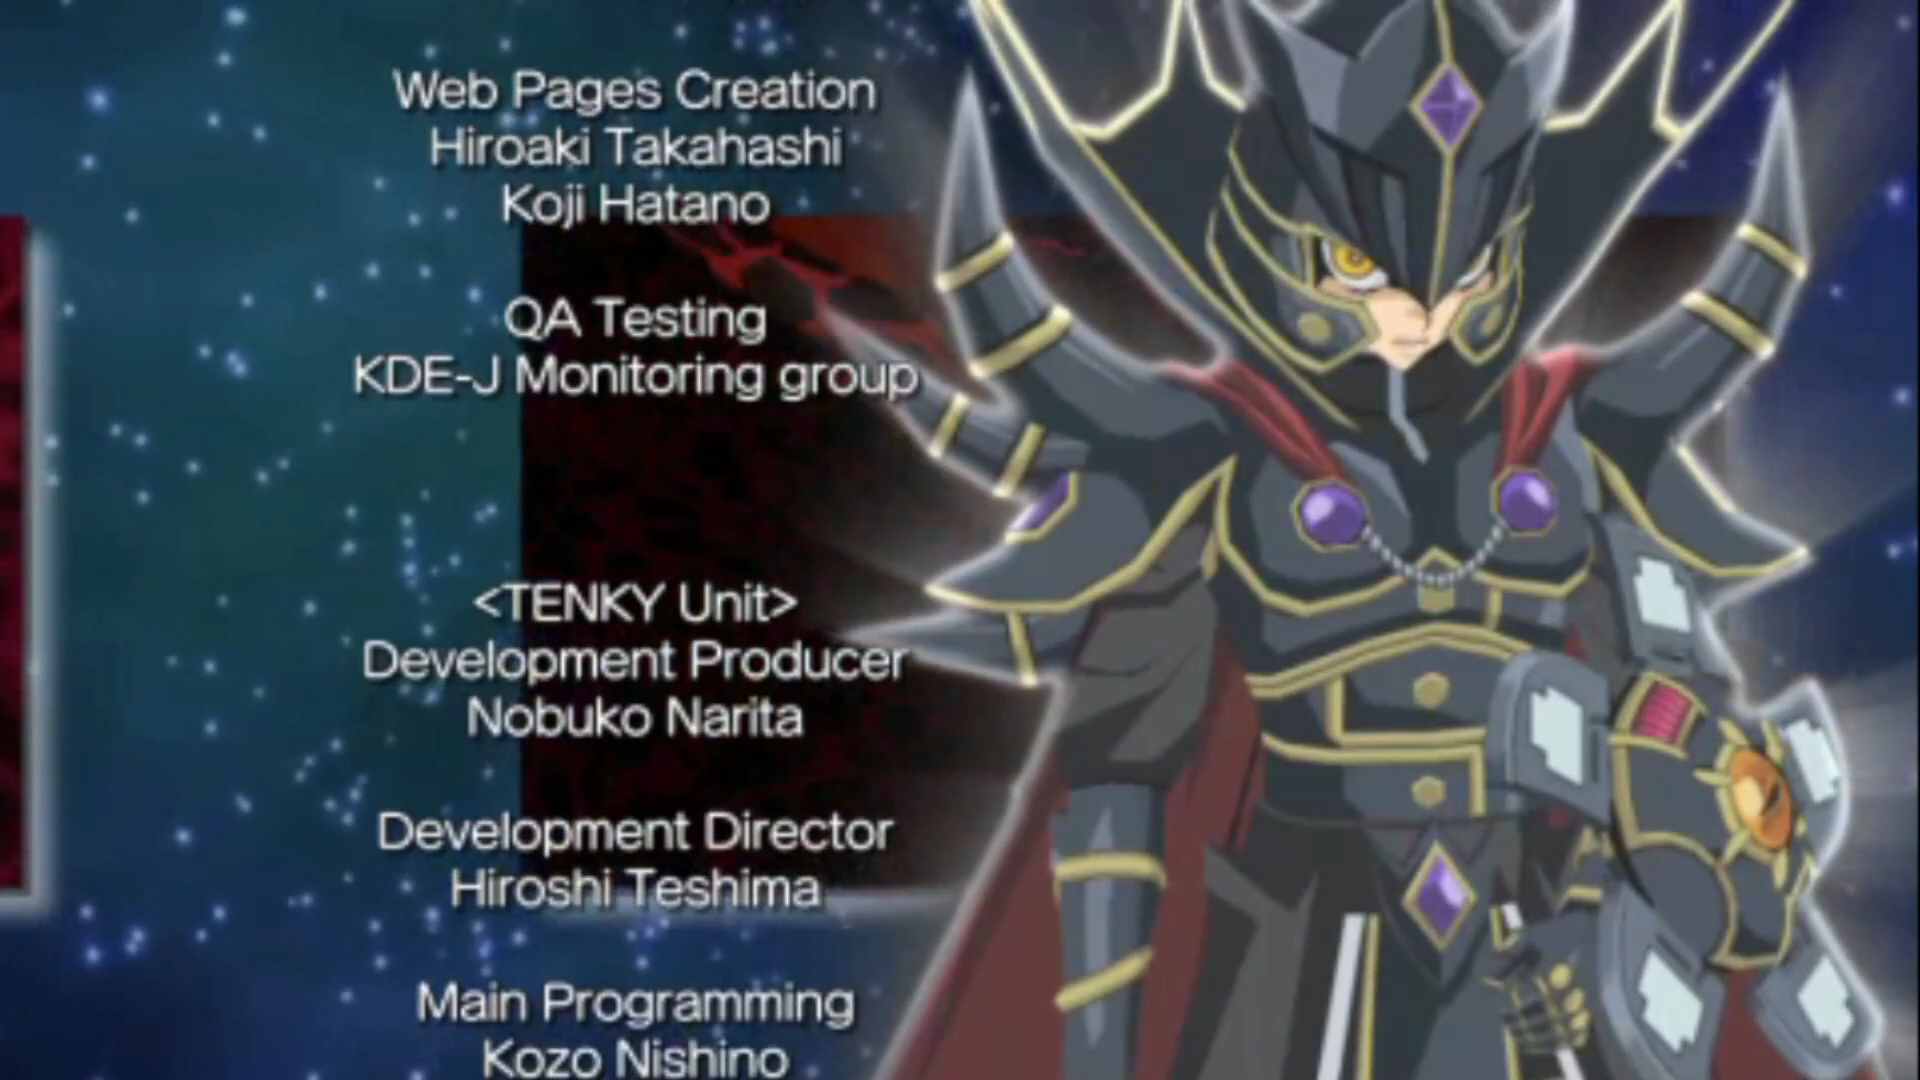 Web Pages Creation
Hiroaki Takahashi
Koji Hatano
QA Testing
KDE-J Monitoring group
<TENKY Unit>
Development Producer
Nobuko Narita
Development Director
Hiroshi Teshima
Main Programming
Kozo Nishino